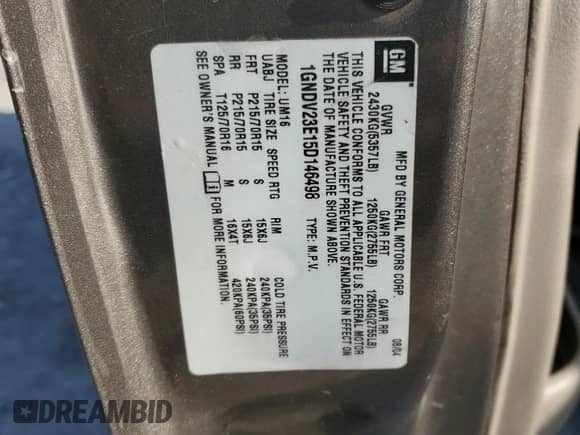 GM
MFD BY GENERAL MOTORS CORP. 08/04
GVWR GAWR FRT GAWR RR
2430KG(5357LB) 1250KG(2755LB) 1250KG(2755LB)
THIS VEHICLE CONFORMS TO ALL APPLICABLE U.S. FEDERAL MOTOR
VEHICLE SAFETY AND THEFT PREVENTION STANDARDS IN EFFECT ON
THE DATE OF MANUFACTURE SHOWN ABOVE.
1GNDV23E15D146498 TYPE: M.P.V.
MODEL: UM16
UABJ TIRE SIZE SPEED RTG RIM COLD TIRE PRESSURE
FRT P215/70R15 S 15X6J 240KPA(35PSI)
RR P215/70R15 S 15X6J 240KPA(35PSI)
SPA T125/70R16 M 16X4T 420KPA(60PSI)
SEE OWNER'S MANUAL FOR MORE INFORMATION.
DREAMBID